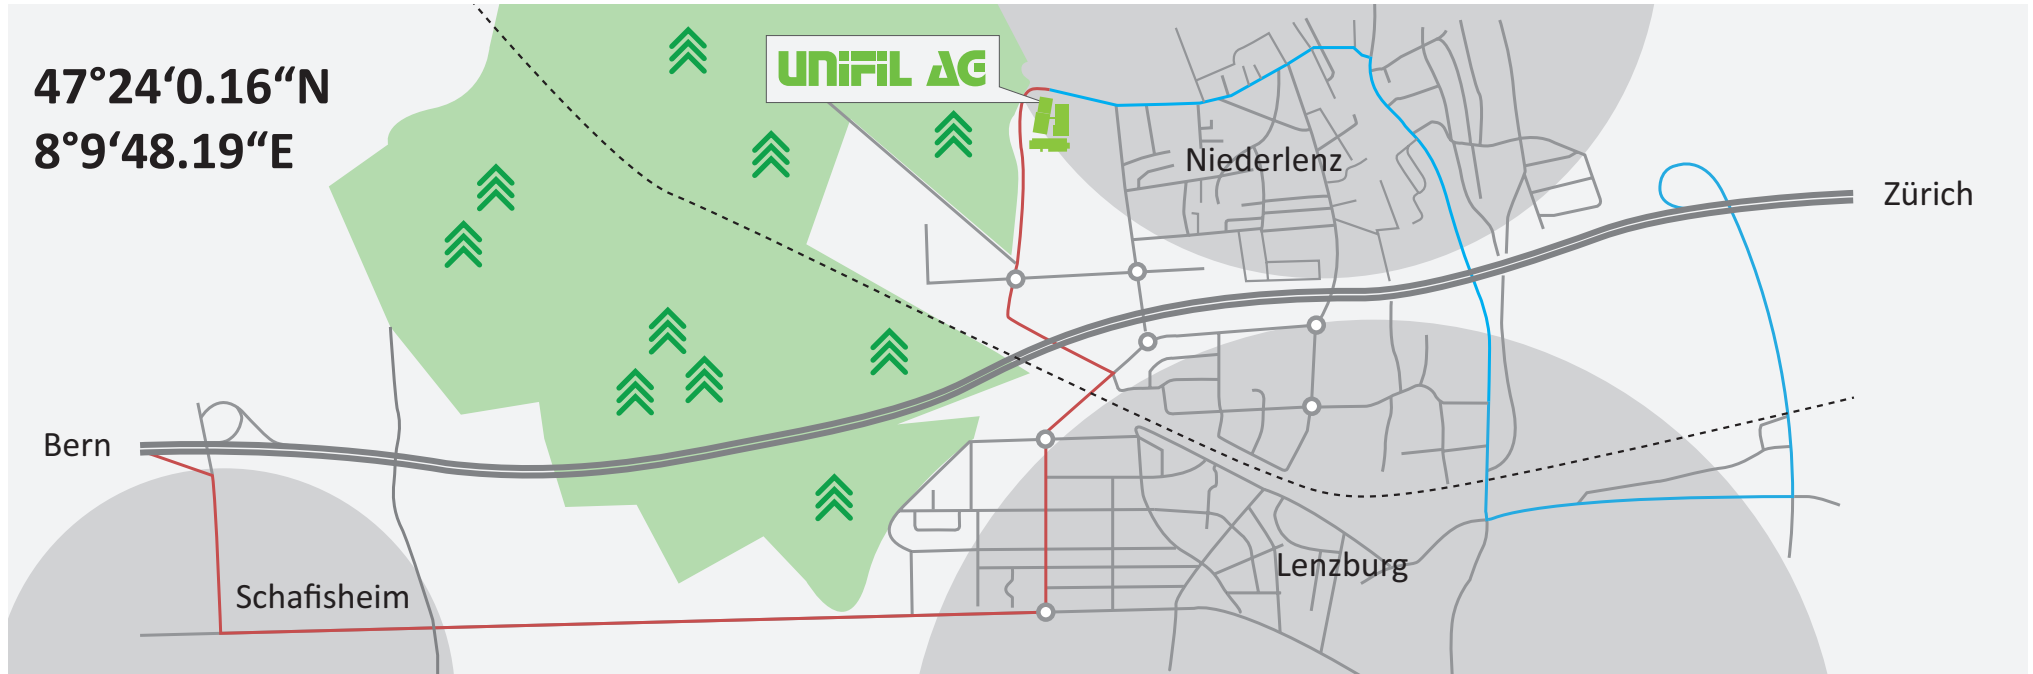 47°24‘0.16“N
8°9‘48.19“E
UNIFIL AG
Niederlenz
Zürich
Bern
Schafisheim
Lenzburg